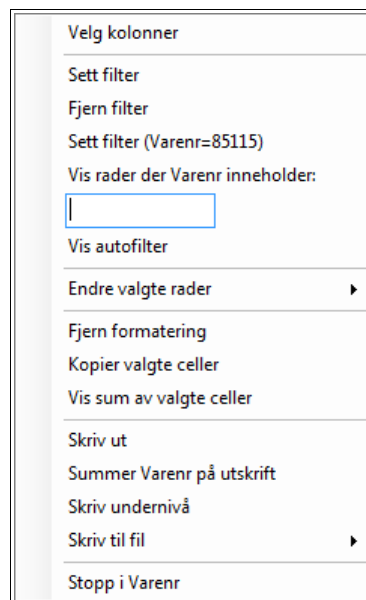 Velg kolonner
Sett filter
Fjern filter
Sett filter (Varenr=85115)
Vis rader der Varenr inneholder:
Vis autofilter
Endre valgte rader
Fjern formatering
Kopier valgte celler
Vis sum av valgte celler
Skriv ut
Summer Varenr på utskrift
Skriv undernivå
Skriv til fil
Stopp i Varenr